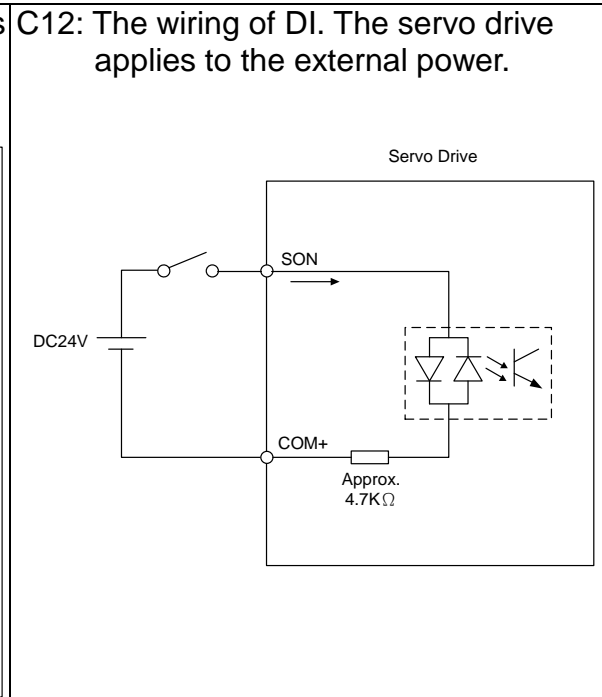 s
C12: The wiring of DI. The servo drive
applies to the external power.
Servo Drive
SON
DC24V
COM+
Approx.
4.7KΩ